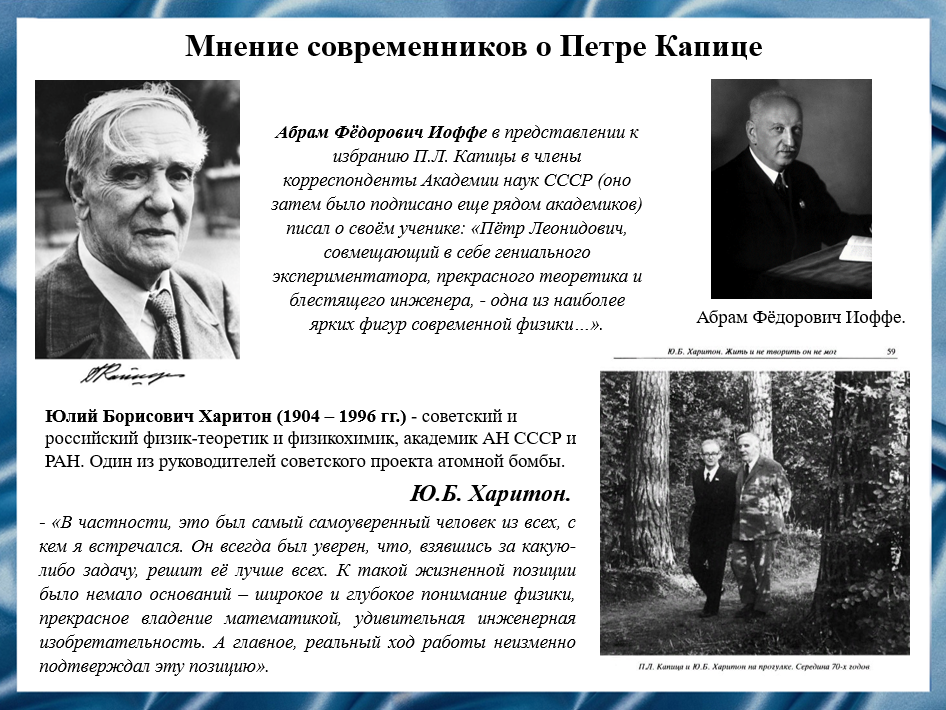 Мнение современников о Петре Капице
Абрам Фёдорович Иоффе в представлении к
избранию П.Л. Капицы в члены
корреспонденты Академии наук СССР (оно
затем было подписано еще рядом академиков)
писал о своём ученике: «Пётр Леонидович,
совмещающий в себе гениального
экспериментатора, прекрасного теоретика и
блестящего инженера, - одна из наиболее
ярких фигур современной физики…».
Абрам Фёдорович Иоффе.
Ю.Б. Харитон. Жить и не творить он не мог 59
Юлий Борисович Харитон (1904 – 1996 гг.) - советский и
российский физик-теоретик и физикохимик, академик АН СССР и
РАН. Один из руководителей советского проекта атомной бомбы.
Ю.Б. Харитон.
- «В частности, это был самый самоуверенный человек из всех, с
кем я встречался. Он всегда был уверен, что, взявшись за какую-
либо задачу, решит её лучше всех. К такой жизненной позиции
было немало оснований – широкое и глубокое понимание физики,
прекрасное владение математикой, удивительная инженерная
изобретательность. А главное, реальный ход работы неизменно
подтверждал эту позицию».
П.Л. Капица и Ю.Б. Харитон на прогулке. Середина 70-х годов